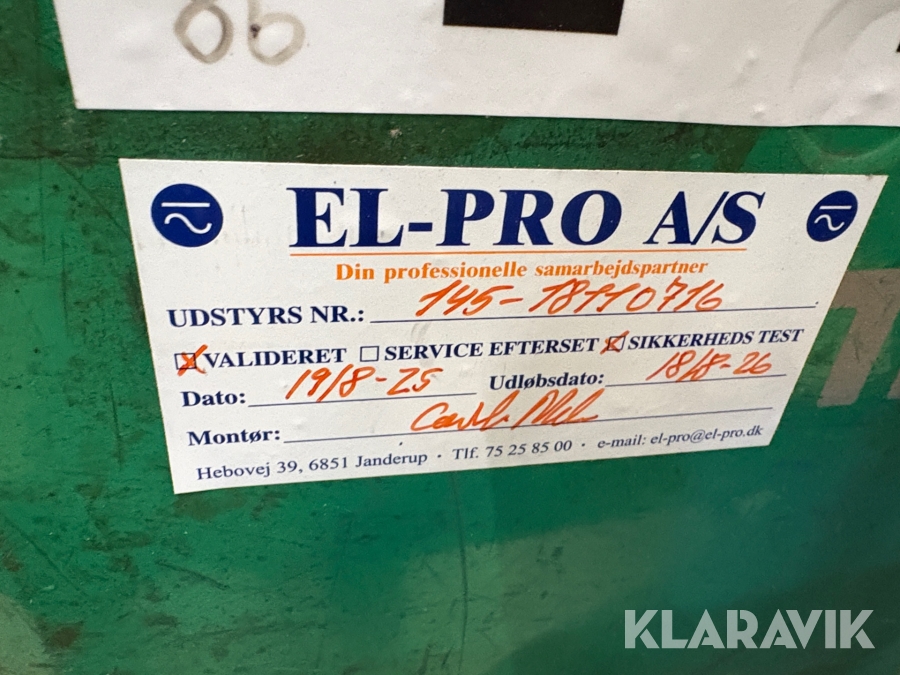 06
EL-PRO A/S
Din professionelle samarbejdspartner
UDSTYRS NR.: 145-18110716
VALIDERET SERVICE EFTERSET SIKKERHEDS TEST
Dato: 19/8-25 Udløbsdato: 18/8-26
Montør:
Hebovej 39, 6851 Janderup · Tlf. 75 25 85 00 · e-mail: el-pro@el-pro.dk
KLARAVIK